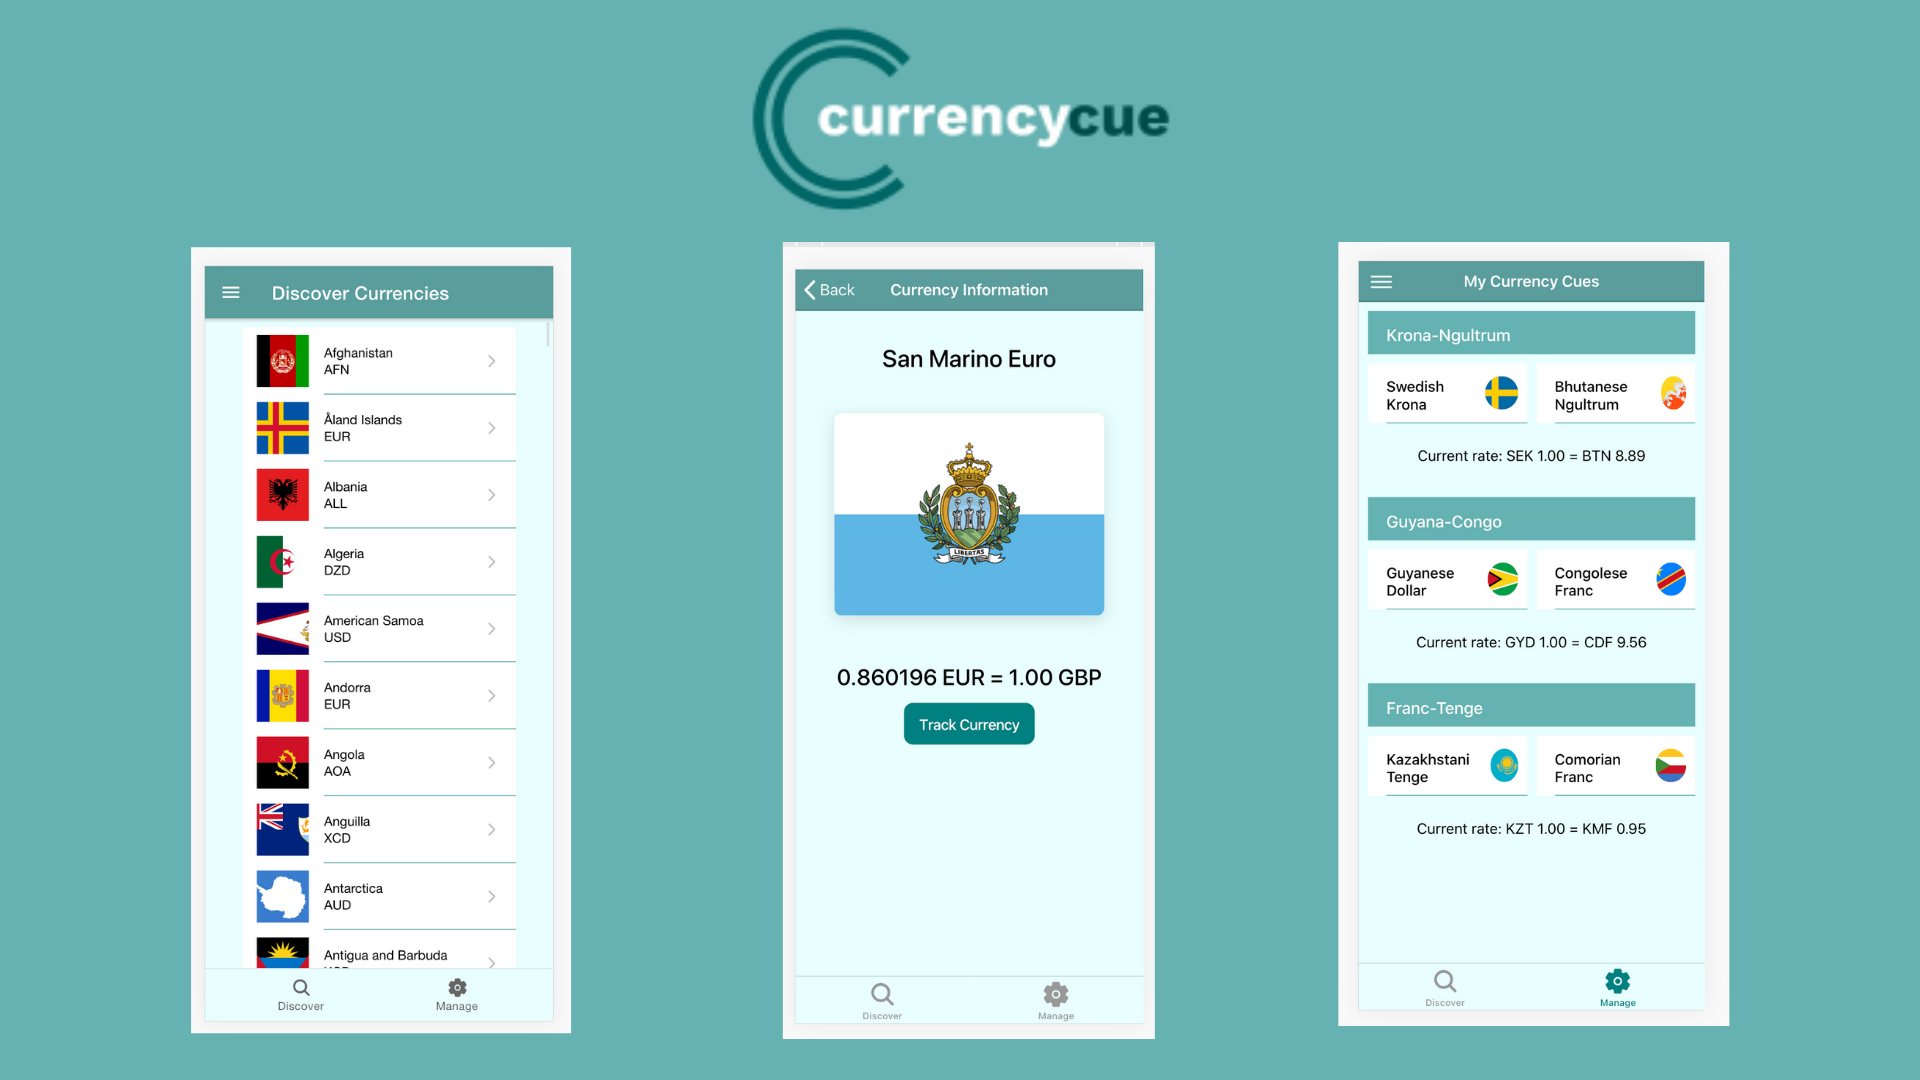 currencycue
Discover Currencies
Afghanistan
AFN
Åland Islands
EUR
Albania
ALL
Algeria
DZD
American Samoa
USD
Andorra
EUR
Angola
AOA
Anguilla
XCD
Antarctica
AUD
Antigua and Barbuda
Discover
Manage
Back
Currency Information
San Marino Euro
LIBERTAS
0.860196 EUR = 1.00 GBP
Track Currency
Discover
Manage
My Currency Cues
Krona-Ngultrum
Swedish
Krona
Bhutanese
Ngultrum
Current rate: SEK 1.00 = BTN 8.89
Guyana-Congo
Guyanese
Dollar
Congolese
Franc
Current rate: GYD 1.00 = CDF 9.56
Franc-Tenge
Kazakhstani
Tenge
Comorian
Franc
Current rate: KZT 1.00 = KMF 0.95
Discover
Manage